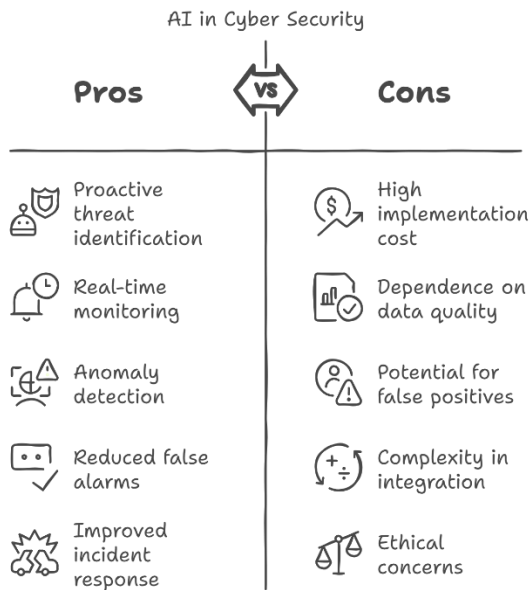 AI in Cyber Security
Pros
VS
Cons
Proactive
threat
identification
Real-time
monitoring
Anomaly
detection
Reduced false
alarms
Improved
incident
response
High
implementation
cost
Dependence on
data quality
Potential for
false positives
Complexity in
integration
Ethical
concerns